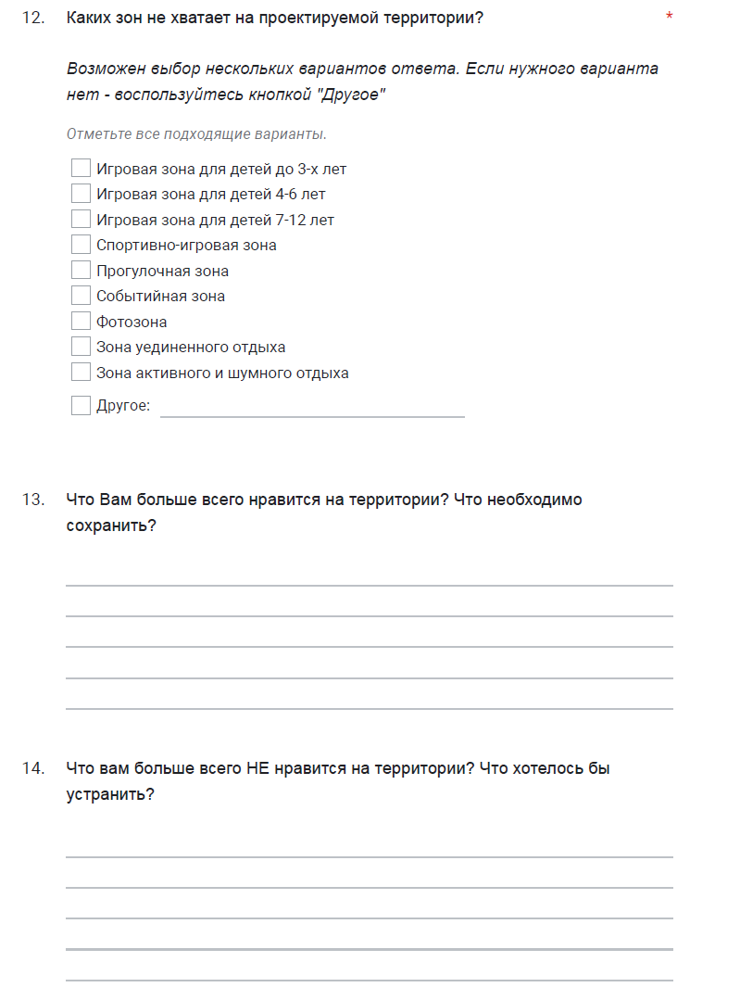 12. Каких зон не хватает на проектируемой территории? *
Возможен выбор нескольких вариантов ответа. Если нужного варианта
нет - воспользуйтесь кнопкой "Другое"
Отметьте все подходящие варианты.
Игровая зона для детей до 3-х лет
Игровая зона для детей 4-6 лет
Игровая зона для детей 7-12 лет
Спортивно-игровая зона
Прогулочная зона
Событийная зона
Фотозона
Зона уединенного отдыха
Зона активного и шумного отдыха
Другое:
13. Что Вам больше всего нравится на территории? Что необходимо
сохранить?
14. Что вам больше всего НЕ нравится на территории? Что хотелось бы
устранить?